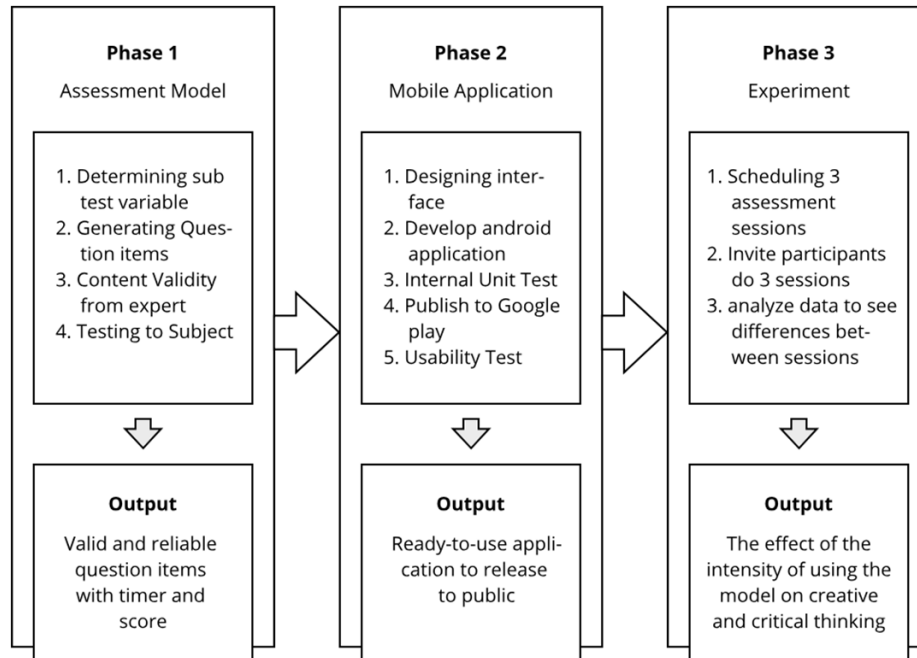 Phase 1
Assessment Model
1. Determining sub
test variable
2. Generating Ques-
tion items
3. Content Validity
from expert
4. Testing to Subject
Output
Valid and reliable
question items
with timer and
score
Phase 2
Mobile Application
1. Designing inter-
face
2. Develop android
application
3. Internal Unit Test
4. Publish to Google
play
5. Usability Test
Output
Ready-to-use appli-
cation to release
to public
Phase 3
Experiment
1. Scheduling 3
assessment
sessions
2. Invite participants
do 3 sessions
3. analyze data to see
differences bet-
ween sessions
Output
The effect of the
intensity of using the
model on creative
and critical thinking